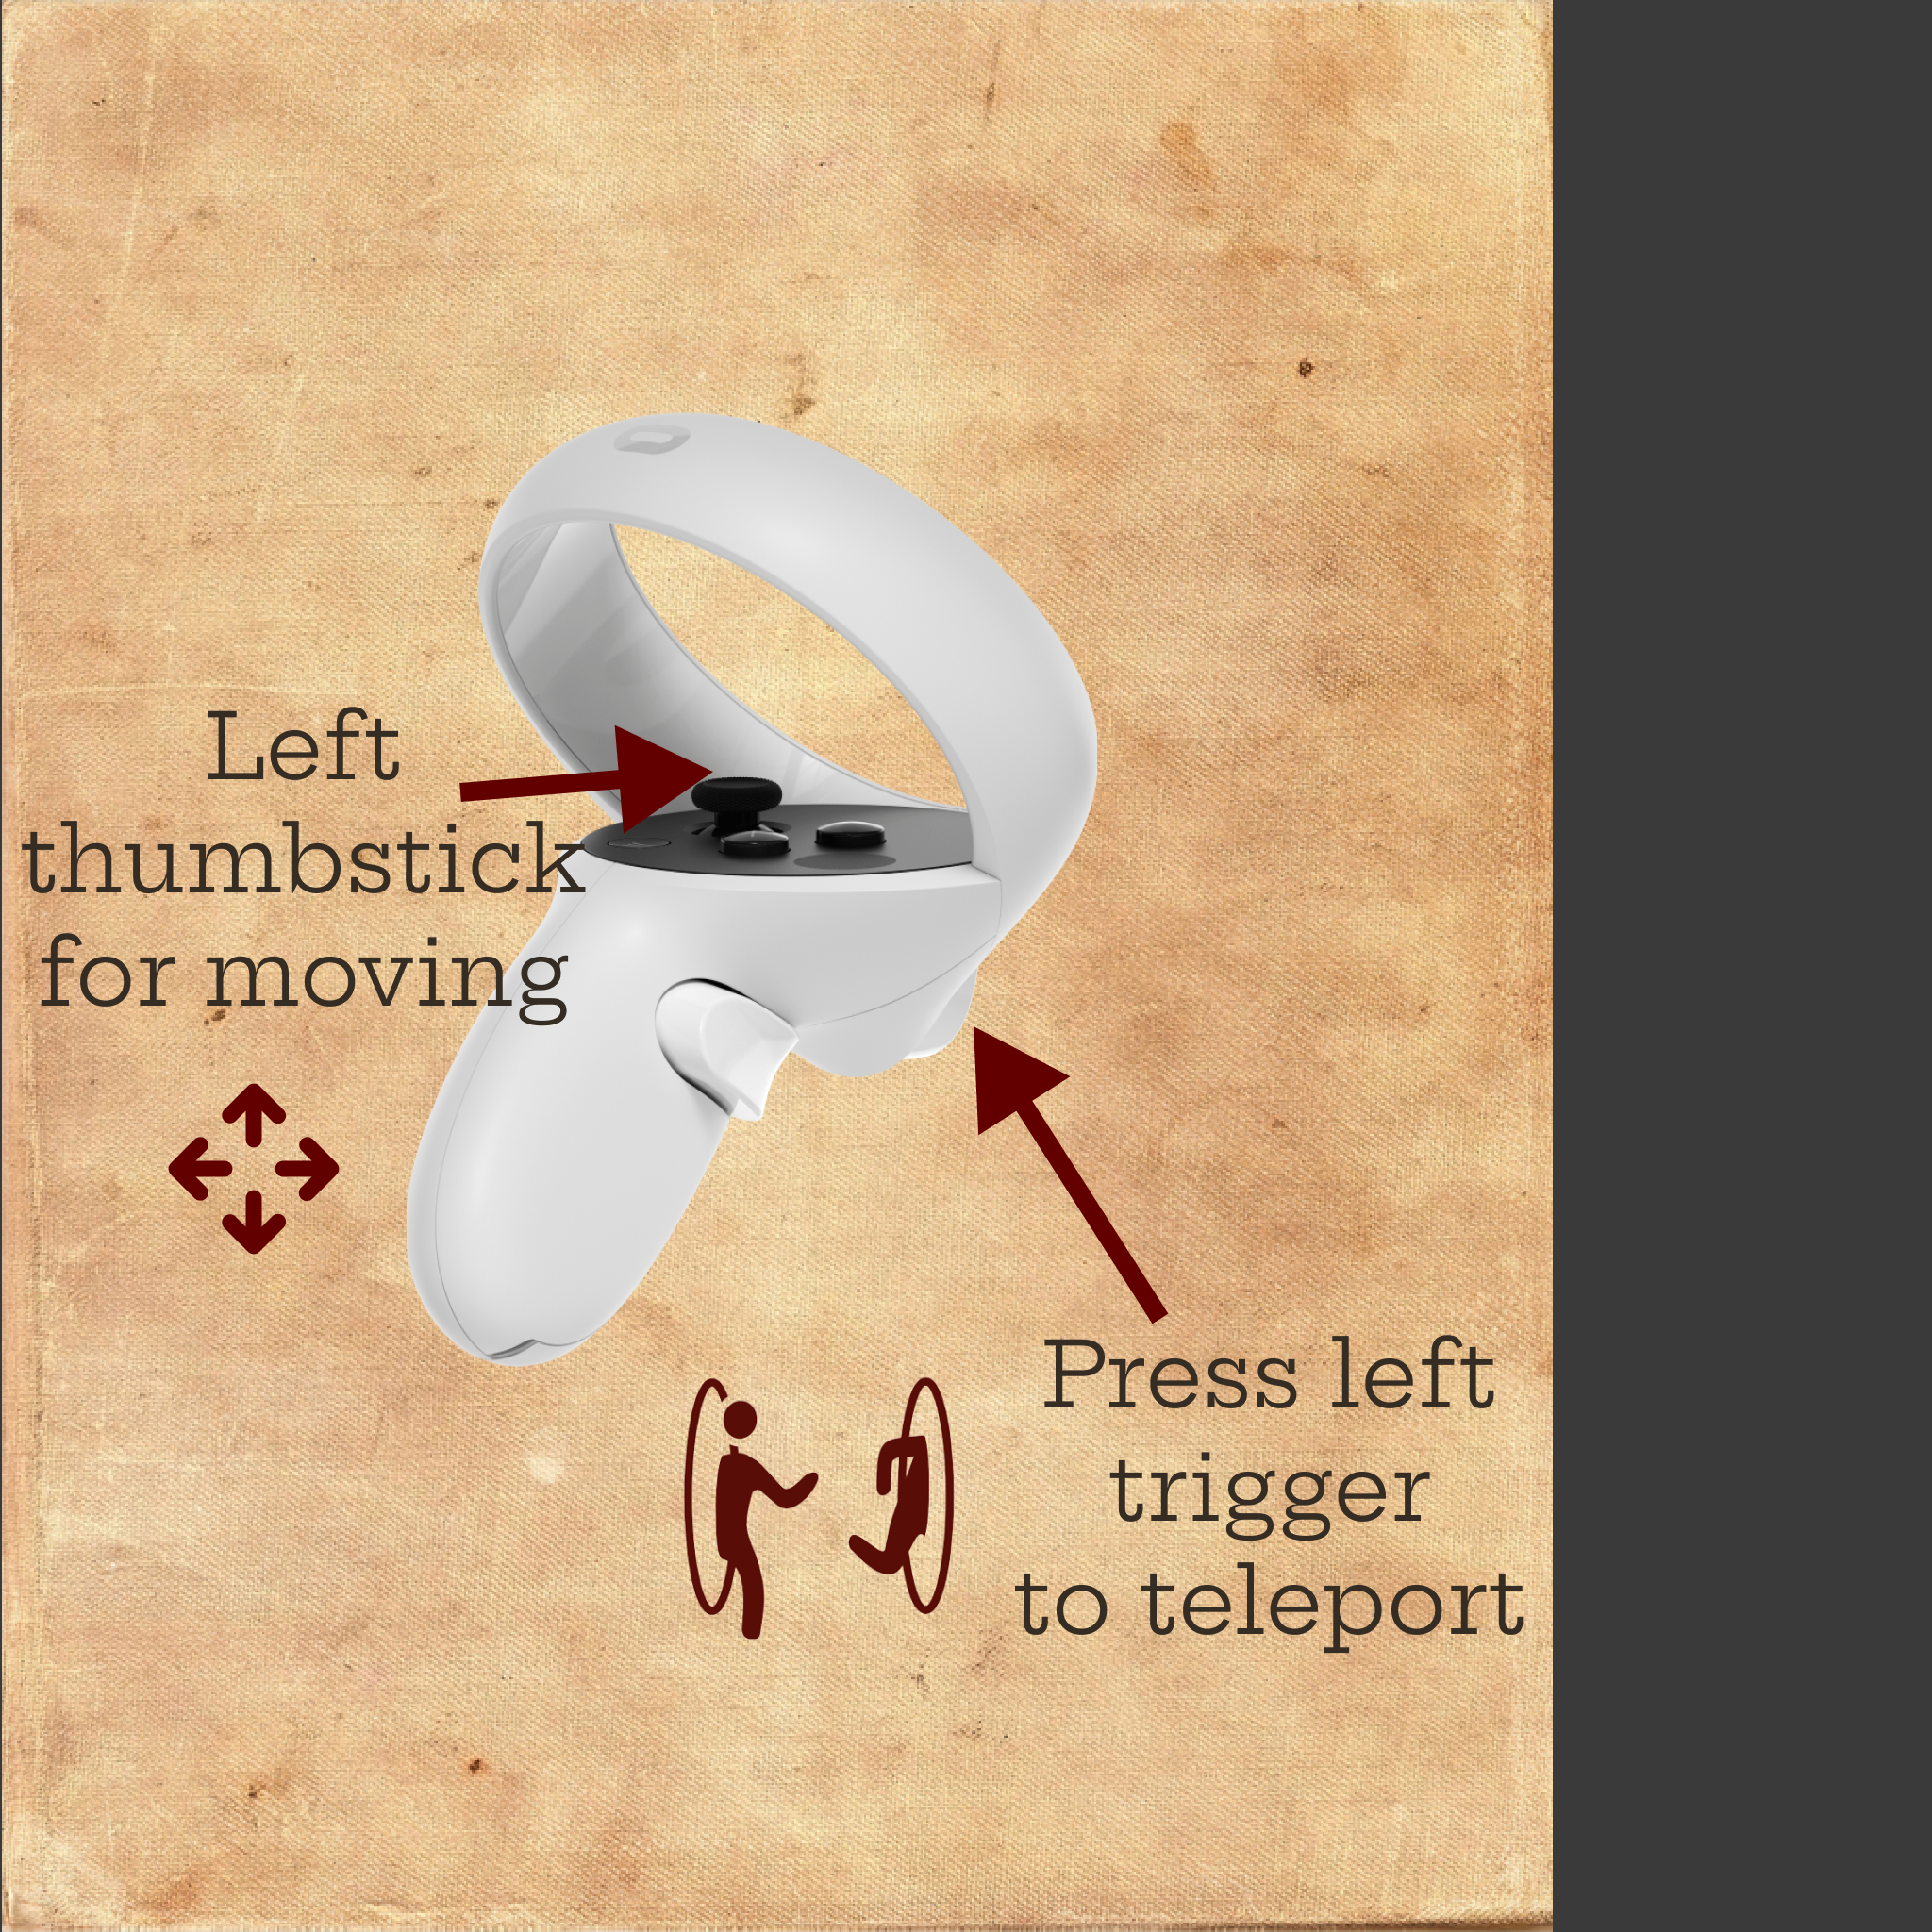 Left
thumbstick
for moving
Press left
trigger
to teleport